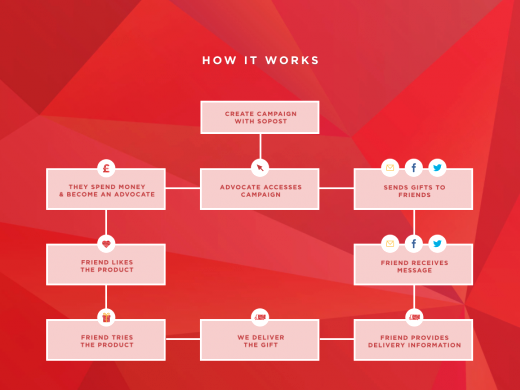 HOW IT WORKS
CREATE CAMPAIGN
WITH SOPOST
THEY SPEND MONEY
& BECOME AN ADVOCATE
ADVOCATE ACCESSES
CAMPAIGN
SENDS GIFTS TO
FRIENDS
FRIEND LIKES
THE PRODUCT
FRIEND RECEIVES
MESSAGE
FRIEND TRIES
THE PRODUCT
WE DELIVER
THE GIFT
FRIEND PROVIDES
DELIVERY INFORMATION